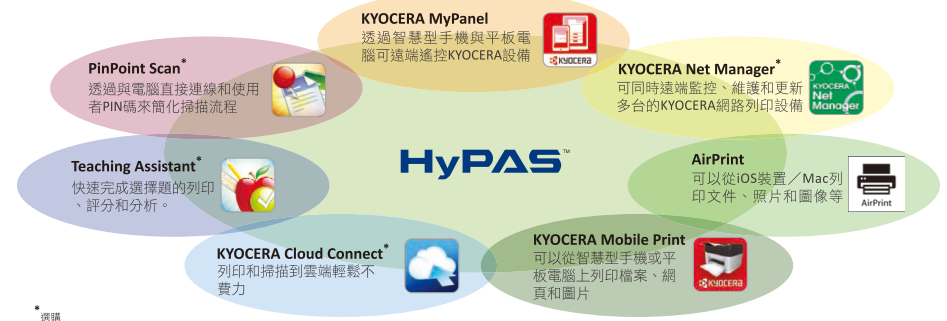 KYOCERA MyPanel
透過智慧型手機與平板電
腦可遠端遙控KYOCERA設備
KYOCERA
PinPoint Scan*
透過與電腦直接連線和使用
者PIN碼來簡化掃描流程
KYOCERA Net Manager*
可同時遠端監控、維護和更新
多台的KYOCERA網路列印設備
KYOCERA
Net
Manager
HyPAS™
Teaching Assistant*
快速完成選擇題的列印
、評分和分析。
AirPrint
可以從iOS裝置／Mac列
印文件、照片和圖像等
AirPrint
KYOCERA Cloud Connect*
列印和掃描到雲端輕鬆不
費力
KYOCERA Mobile Print
可以從智慧型手機或平
板電腦上列印檔案、網
頁和圖片
KYOCERA
*選購